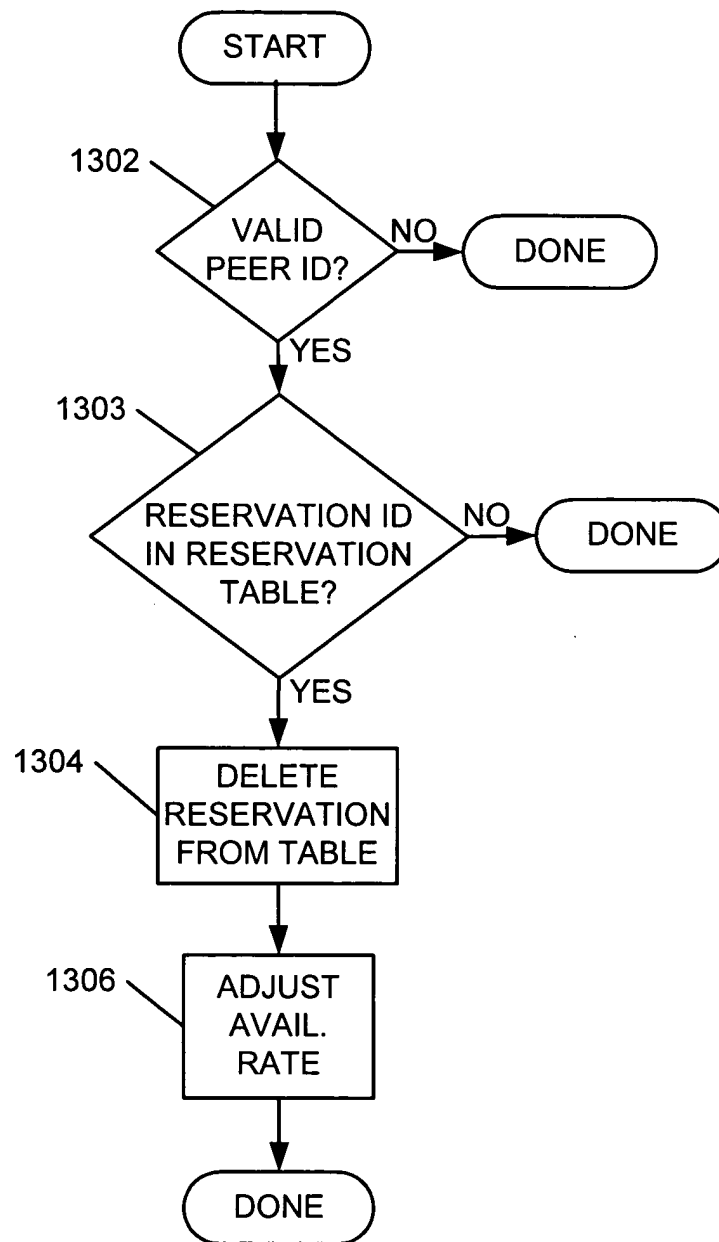 START
1302
VALID
PEER ID?
NO
DONE
YES
1303
RESERVATION ID
IN RESERVATION
TABLE?
NO
DONE
YES
1304
DELETE
RESERVATION
FROM TABLE
1306
ADJUST
AVAIL.
RATE
DONE